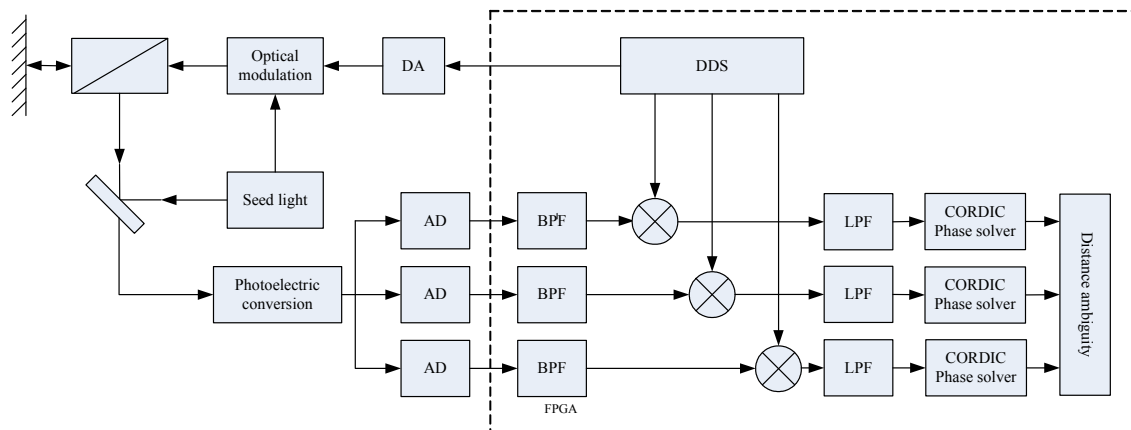 Optical
modulation
DA
DDS
Seed light
AD
BPF
LPF
CORDIC
Phase solver
Photoelectric
conversion
AD
BPF
LPF
CORDIC
Phase solver
Distance ambiguity
AD
BPF
LPF
CORDIC
Phase solver
FPGA